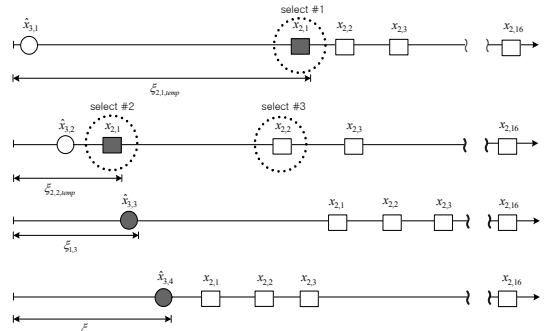 select #1
x̂3,1 x2,1 x2,2 x2,3 x2,16
ξ2,1,temp
select #2 select #3
x̂3,2 x2,1 x2,2 x2,3 x2,16
ξ2,2,temp
x̂3,3 x2,1 x2,2 x2,3 x2,16
ξ1,3
x̂3,4 x2,1 x2,2 x2,3 x2,16